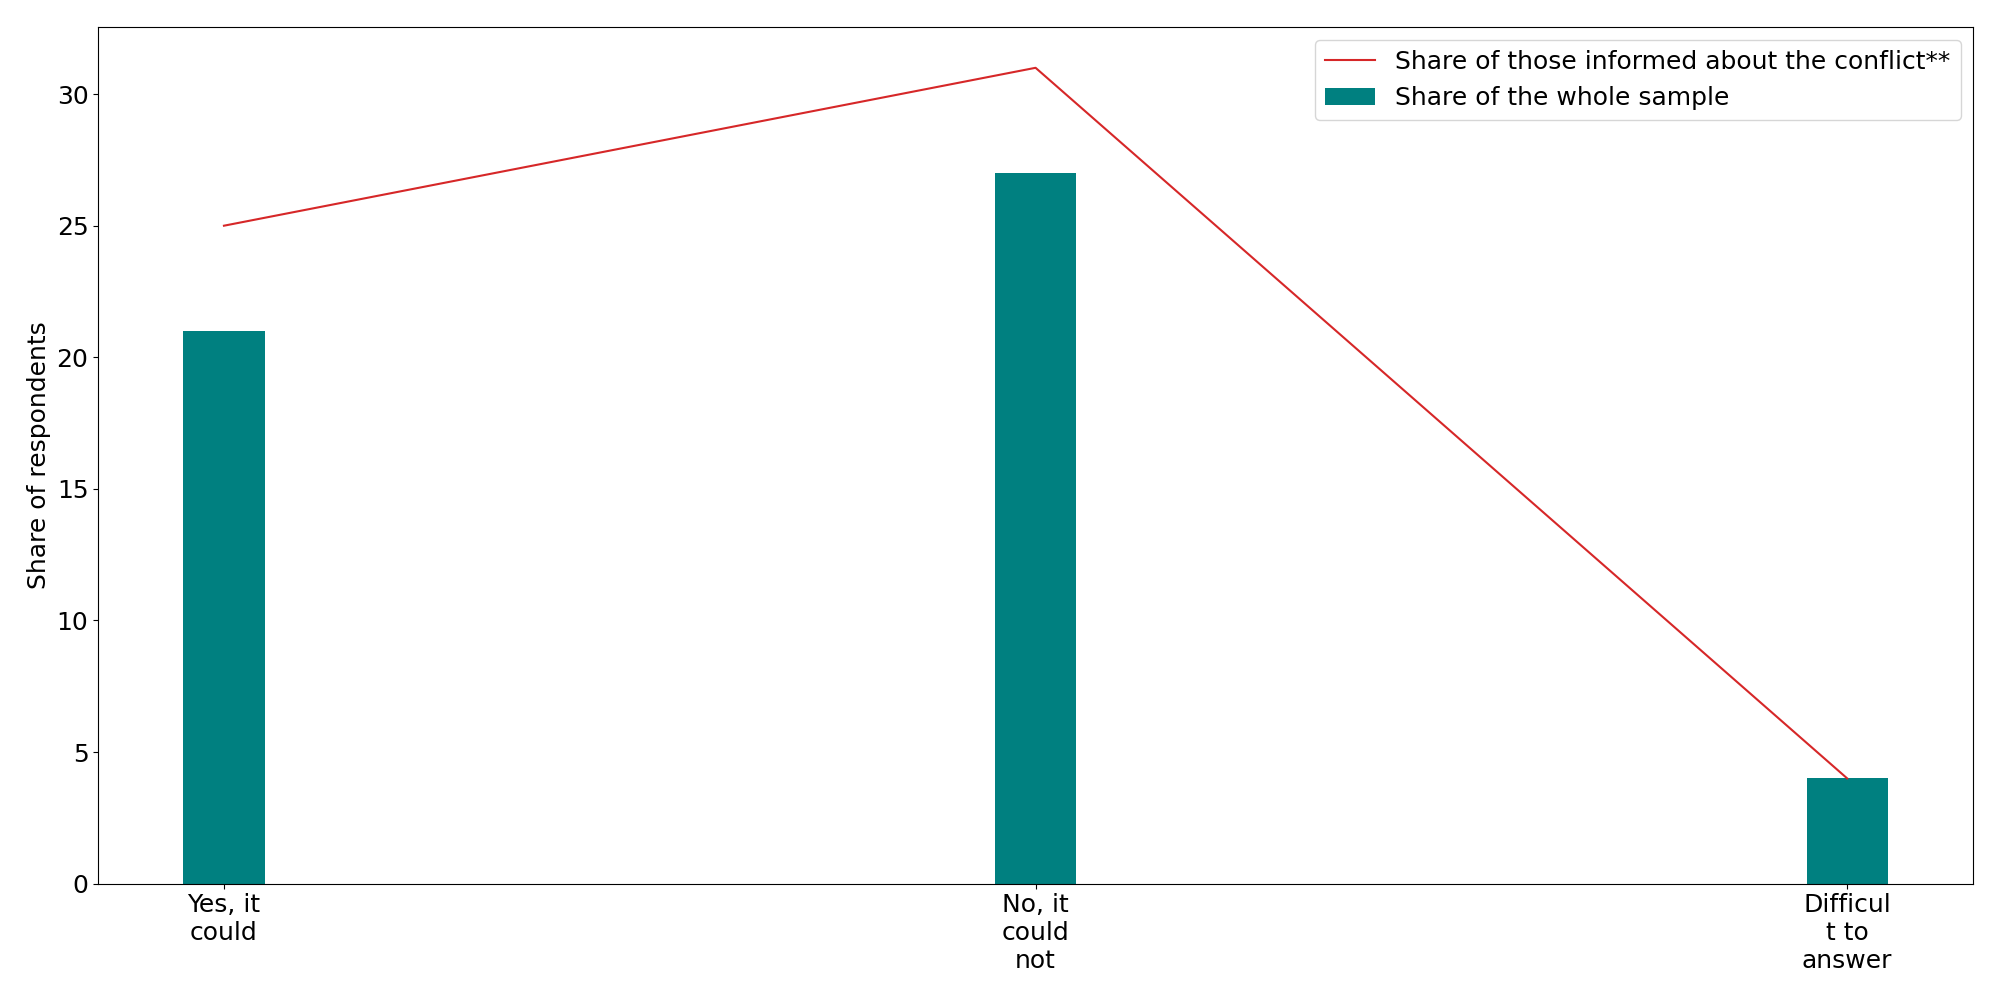 Share of those informed about the conflict**
Share of the whole sample
Share of respondents
30
25
20
15
10
5
0
Yes, it
could
No, it
could
not
Difficul
t to
answer